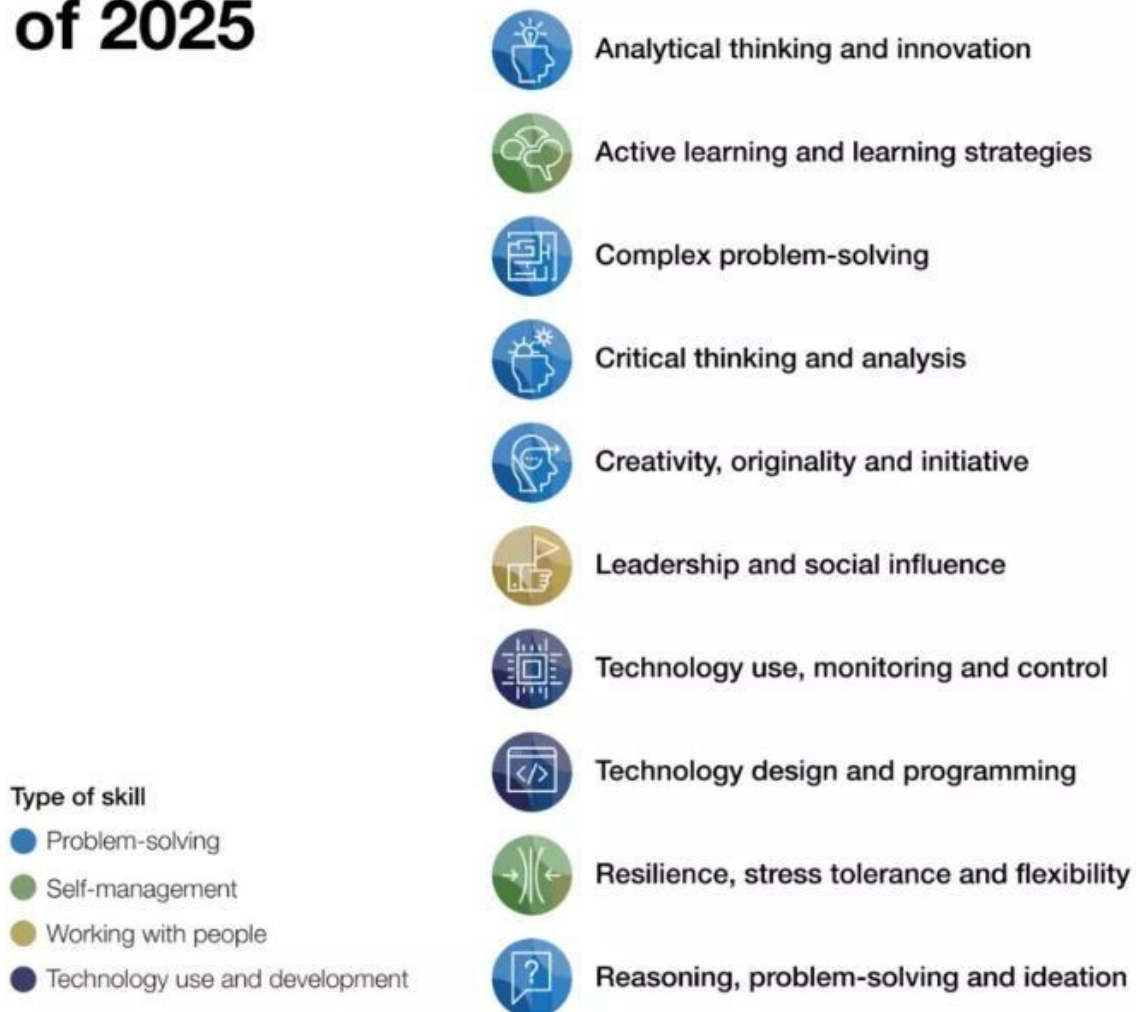 of 2025
Analytical thinking and innovation
Active learning and learning strategies
Complex problem-solving
Critical thinking and analysis
Creativity, originality and initiative
Leadership and social influence
Technology use, monitoring and control
</>
Technology design and programming
Resilience, stress tolerance and flexibility
?
Reasoning, problem-solving and ideation
Type of skill
Problem-solving
Self-management
Working with people
Technology use and development